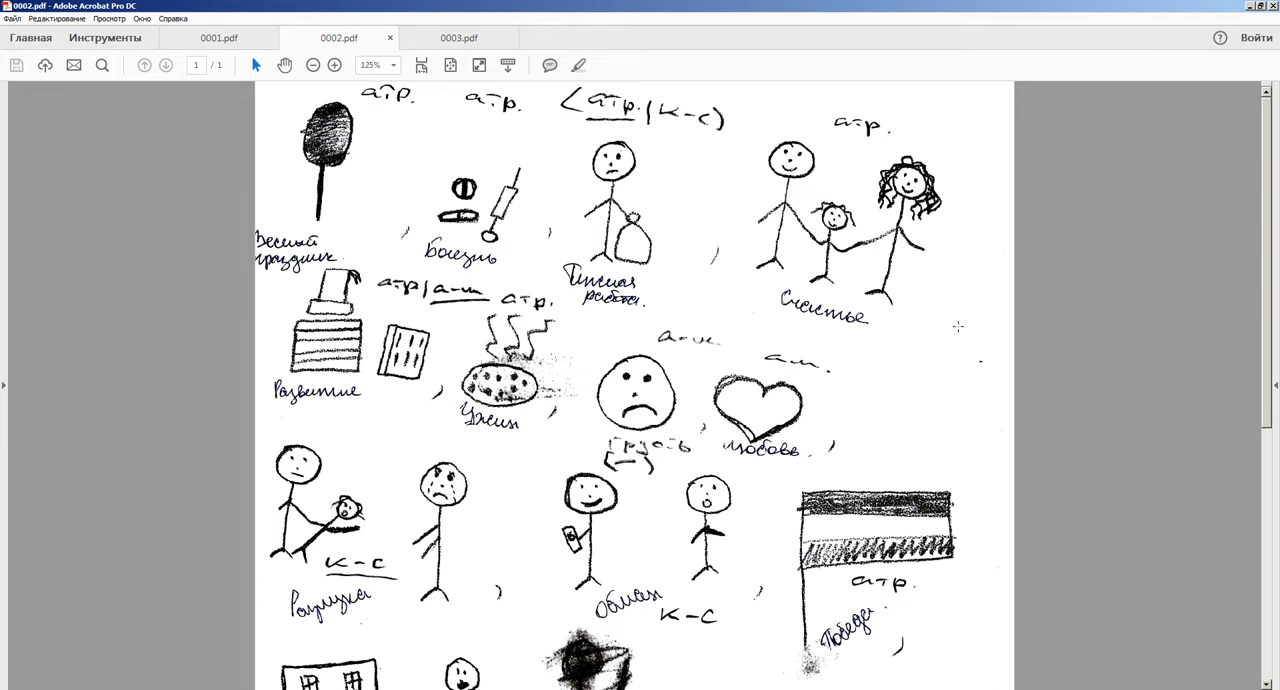 0002.pdf - Adobe Acrobat Pro DC
Файл Редактирование Просмотр Окно Справка
Главная Инструменты 0001.pdf 0002.pdf × 0003.pdf Войти
1 / 1 125%
атр. атр. (атр. / к-с) атр.
Веселый праздник , Болезнь , Тяжелая работа. , Счастье
атр / а-м атр. а-м ам.
Развитие , Ужин , Грусть , Любовь ,
(—)
к-с
Разлука , Обман к-с , атр. Победа ,